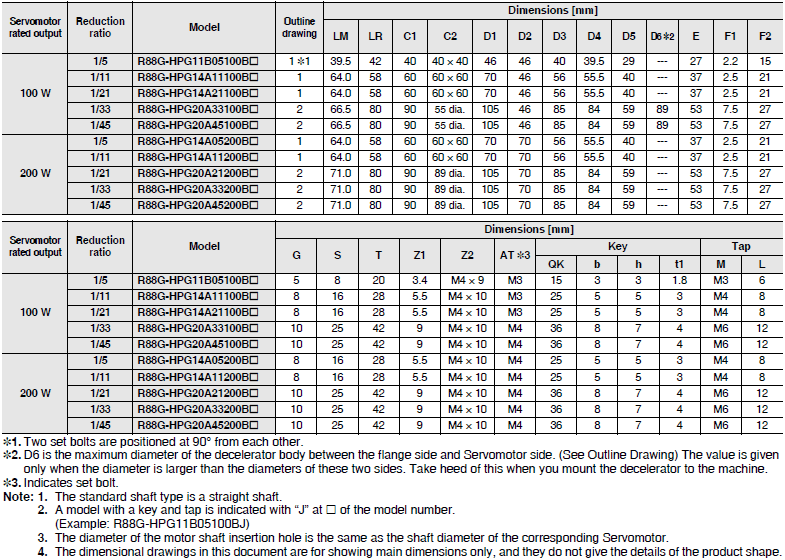 Servomotor rated output Reduction ratio Model Outline drawing Dimensions [mm]
LM LR C1 C2 D1 D2 D3 D4 D5 D6 ✻2 E F1 F2
100 W 1/5 R88G-HPG11B05100B□ 1 ✻1 39.5 42 40 40 × 40 46 46 40 39.5 29 --- 27 2.2 15
1/11 R88G-HPG14A11100B□ 1 64.0 58 60 60 × 60 70 46 56 55.5 40 --- 37 2.5 21
1/21 R88G-HPG14A21100B□ 1 64.0 58 60 60 × 60 70 46 56 55.5 40 --- 37 2.5 21
1/33 R88G-HPG20A33100B□ 2 66.5 80 90 55 dia. 105 46 85 84 59 89 53 7.5 27
1/45 R88G-HPG20A45100B□ 2 66.5 80 90 55 dia. 105 46 85 84 59 89 53 7.5 27
200 W 1/5 R88G-HPG14A05200B□ 1 64.0 58 60 60 × 60 70 70 56 55.5 40 --- 37 2.5 21
1/11 R88G-HPG14A11200B□ 1 64.0 58 60 60 × 60 70 70 56 55.5 40 --- 37 2.5 21
1/21 R88G-HPG20A21200B□ 2 71.0 80 90 89 dia. 105 70 85 84 59 --- 53 7.5 27
1/33 R88G-HPG20A33200B□ 2 71.0 80 90 89 dia. 105 70 85 84 59 --- 53 7.5 27
1/45 R88G-HPG20A45200B□ 2 71.0 80 90 89 dia. 105 70 85 84 59 --- 53 7.5 27
Servomotor rated output Reduction ratio Model Dimensions [mm]
G S T Z1 Z2 AT ✻3 Key Tap
QK b h t1 M L
100 W 1/5 R88G-HPG11B05100B□ 5 8 20 3.4 M4 × 9 M3 15 3 3 1.8 M3 6
1/11 R88G-HPG14A11100B□ 8 16 28 5.5 M4 × 10 M3 25 5 5 3 M4 8
1/21 R88G-HPG14A21100B□ 8 16 28 5.5 M4 × 10 M3 25 5 5 3 M4 8
1/33 R88G-HPG20A33100B□ 10 25 42 9 M4 × 10 M4 36 8 7 4 M6 12
1/45 R88G-HPG20A45100B□ 10 25 42 9 M4 × 10 M4 36 8 7 4 M6 12
200 W 1/5 R88G-HPG14A05200B□ 8 16 28 5.5 M4 × 10 M4 25 5 5 3 M4 8
1/11 R88G-HPG14A11200B□ 8 16 28 5.5 M4 × 10 M4 25 5 5 3 M4 8
1/21 R88G-HPG20A21200B□ 10 25 42 9 M4 × 10 M4 36 8 7 4 M6 12
1/33 R88G-HPG20A33200B□ 10 25 42 9 M4 × 10 M4 36 8 7 4 M6 12
1/45 R88G-HPG20A45200B□ 10 25 42 9 M4 × 10 M4 36 8 7 4 M6 12
✻1. Two set bolts are positioned at 90° from each other.
✻2. D6 is the maximum diameter of the decelerator body between the flange side and Servomotor side. (See Outline Drawing) The value is given
only when the diameter is larger than the diameters of these two sides. Take heed of this when you mount the decelerator to the machine.
✻3. Indicates set bolt.
Note: 1. The standard shaft type is a straight shaft.
2. A model with a key and tap is indicated with “J” at □ of the model number.
(Example: R88G-HPG11B05100BJ)
3. The diameter of the motor shaft insertion hole is the same as the shaft diameter of the corresponding Servomotor.
4. The dimensional drawings in this document are for showing main dimensions only, and they do not give the details of the product shape.